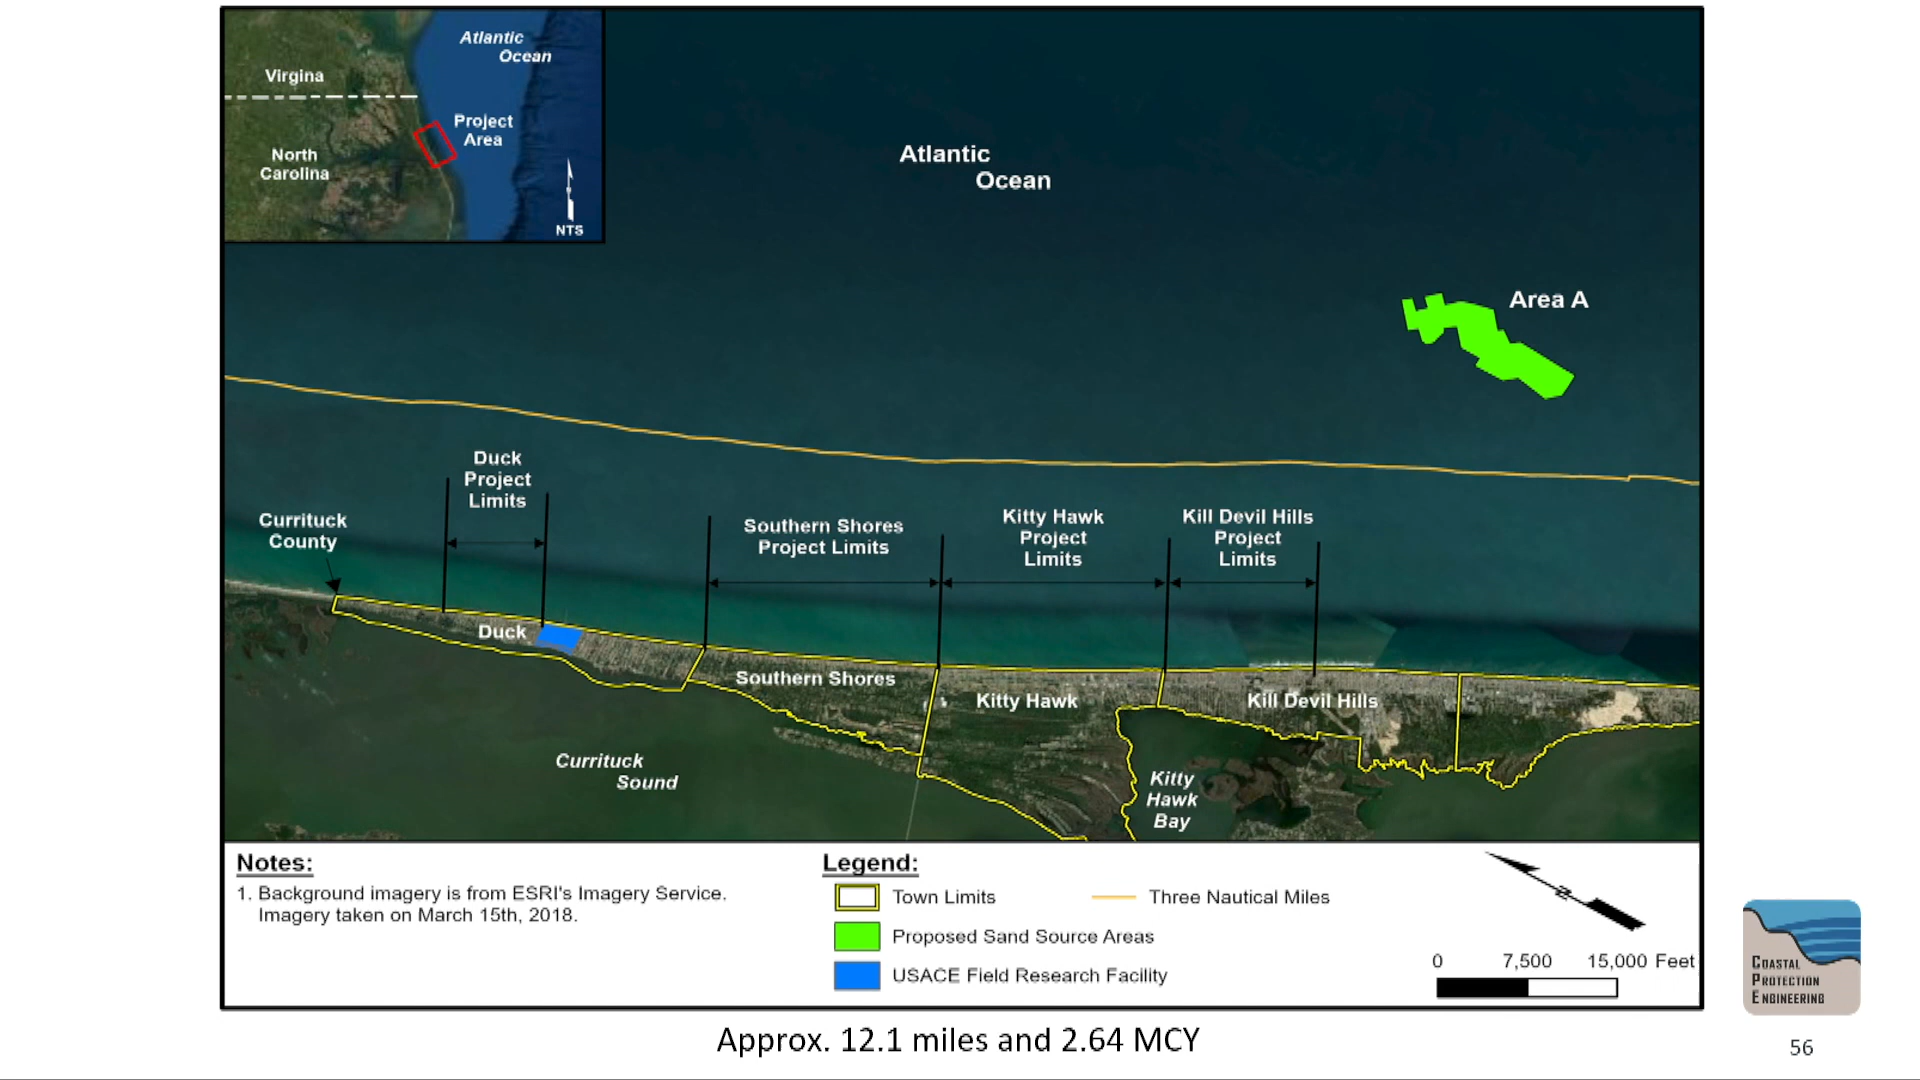 Atlantic
Ocean
Virgina
Project
Area
North
Carolina
NTS
Atlantic
Ocean
Area A
Duck
Project
Limits
Currituck
County
Southern Shores
Project Limits
Kitty Hawk
Project
Limits
Kill Devil Hills
Project
Limits
Duck
Southern Shores
Kitty Hawk
Kill Devil Hills
Currituck
Sound
Kitty
Hawk
Bay
Notes:
1. Background imagery is from ESRI's Imagery Service.
Imagery taken on March 15th, 2018.
Legend:
Town Limits
Three Nautical Miles
Proposed Sand Source Areas
USACE Field Research Facility
N
0 7,500 15,000 Feet
COASTAL
PROTECTION
ENGINEERING
Approx. 12.1 miles and 2.64 MCY
56